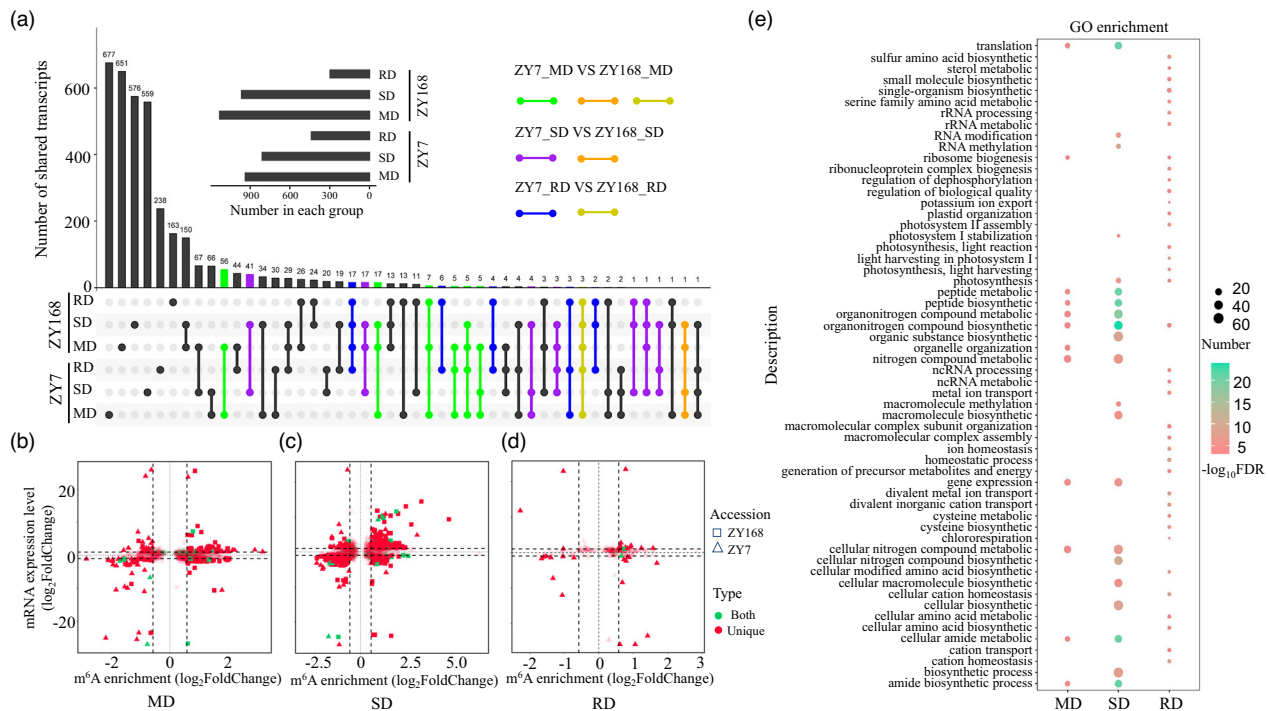 (a)
Number of shared transcripts
600
400
200
0
677
651
576
559
238
163
150
67
66
56
44
41
34
30
29
26
24
20
19
17
17
17
13
13
11
7
6
5
5
5
4
4
4
3
3
3
3
2
2
2
1
1
1
1
1
1
RD
SD
MD
ZY168
RD
SD
MD
ZY7
900
600
300
0
Number in each group
ZY7_MD VS ZY168_MD
ZY7_SD VS ZY168_SD
ZY7_RD VS ZY168_RD
RD
SD
MD
ZY168
RD
SD
MD
ZY7
(b)
(c)
(d)
mRNA expression level
(log2FoldChange)
20
0
-20
-2
0
2
m6A enrichment (log2FoldChange)
MD
-2.5
0
2.5
5.0
m6A enrichment (log2FoldChange)
SD
-2
-1
0
1
2
3
m6A enrichment (log2FoldChange)
RD
Accession
ZY168
ZY7
Type
Both
Unique
(e)
GO enrichment
Description
translation
sulfur amino acid biosynthetic
sterol metabolic
small molecule biosynthetic
single-organism biosynthetic
serine family amino acid metabolic
rRNA processing
rRNA metabolic
RNA modification
RNA methylation
ribosome biogenesis
ribonucleoprotein complex biogenesis
regulation of dephosphorylation
regulation of biological quality
potassium ion export
plastid organization
photosystem II assembly
photosystem I stabilization
photosynthesis, light reaction
light harvesting in photosystem I
photosynthesis, light harvesting
photosynthesis
peptide metabolic
peptide biosynthetic
organonitrogen compound metabolic
organonitrogen compound biosynthetic
organic substance biosynthetic
organelle organization
nitrogen compound metabolic
ncRNA processing
ncRNA metabolic
metal ion transport
macromolecule methylation
macromolecule biosynthetic
macromolecular complex subunit organization
macromolecular complex assembly
ion homeostasis
homeostatic process
generation of precursor metabolites and energy
gene expression
divalent metal ion transport
divalent inorganic cation transport
cysteine metabolic
cysteine biosynthetic
chlororespiration
cellular nitrogen compound metabolic
cellular nitrogen compound biosynthetic
cellular modified amino acid biosynthetic
cellular macromolecule biosynthetic
cellular cation homeostasis
cellular biosynthetic
cellular amino acid metabolic
cellular amino acid biosynthetic
cellular amide metabolic
cation transport
cation homeostasis
biosynthetic process
amide biosynthetic process
MD
SD
RD
20
40
60
Number
20
15
10
5
-log10FDR